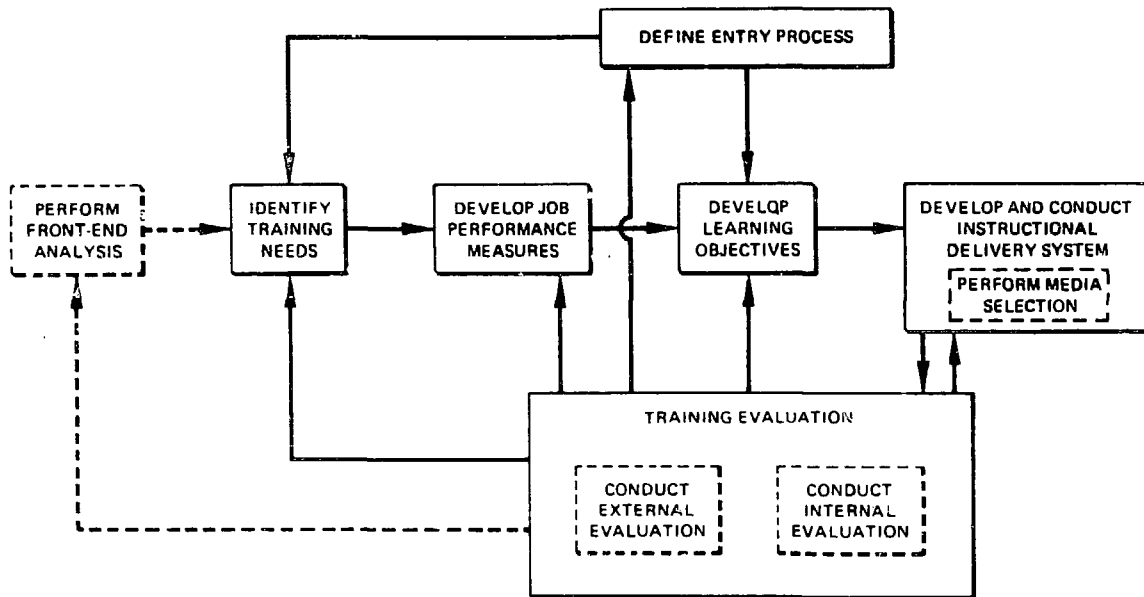 DEFINE ENTRY PROCESS
PERFORM
FRONT-END
ANALYSIS
IDENTIFY
TRAINING
NEEDS
DEVELOP JOB
PERFORMANCE
MEASURES
DEVELQP
LEARNING
OBJECTIVES
DEVELOP AND CONDUCT
INSTRUCTIONAL
DELIVERY SYSTEM
PERFORM MEDIA
SELECTION
TRAINING EVALUATION
CONDUCT
EXTERNAL
EVALUATION
CONDUCT
INTERNAL
EVALUATION